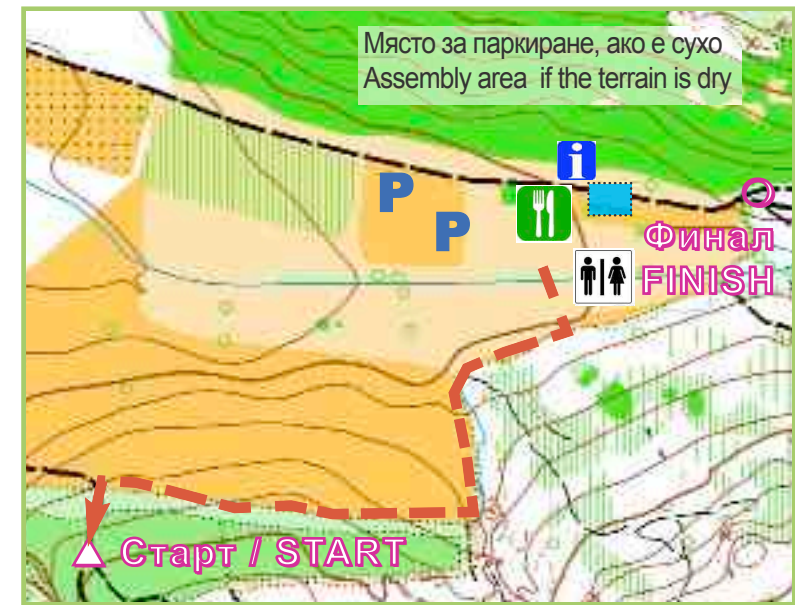 Място за паркиране, ако е сухо
Assembly area if the terrain is dry
i
P
P
Финал
FINISH
Старт / START